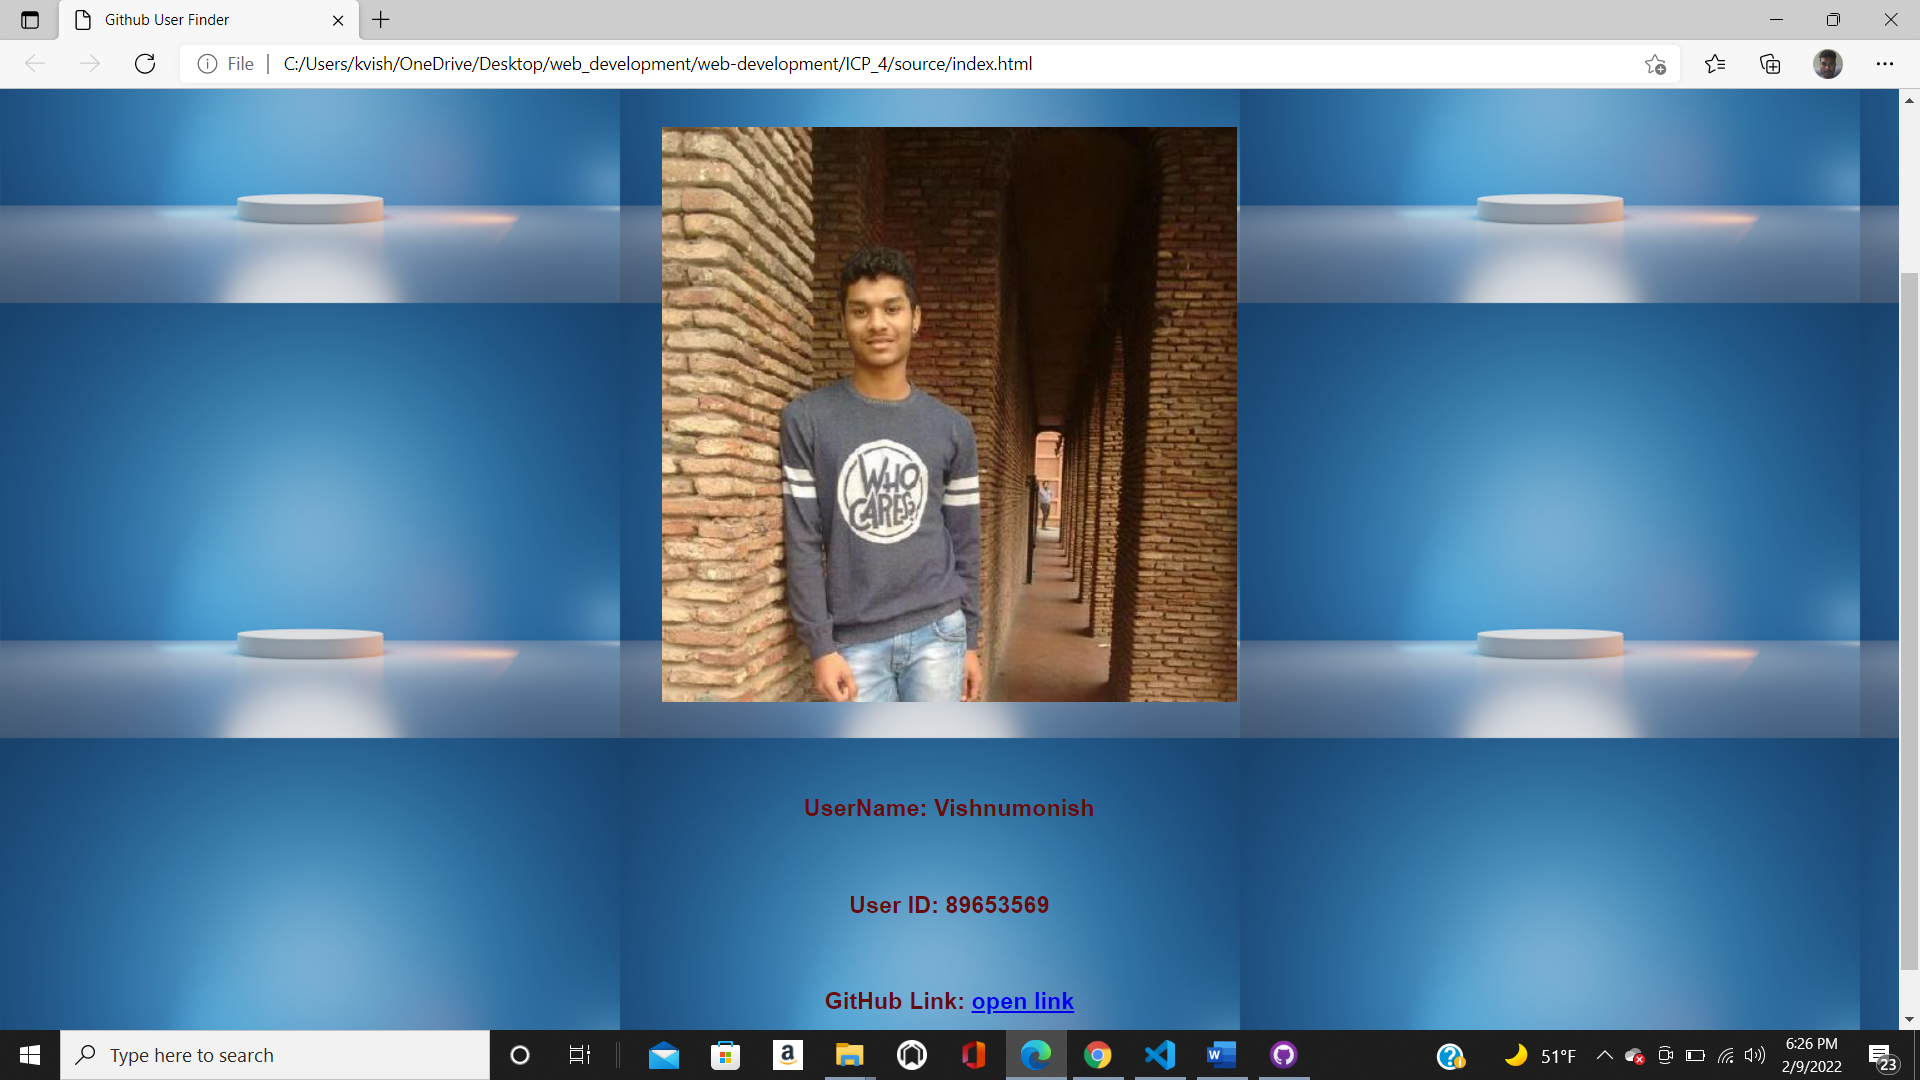 Github User Finder
File
C:/Users/kvish/OneDrive/Desktop/web_development/web-development/ICP_4/source/index.html
WHO
CARES
UserName: Vishnumonish
User ID: 89653569
GitHub Link: open link
Type here to search
a
W
51°F
6:26 PM
2/9/2022
23